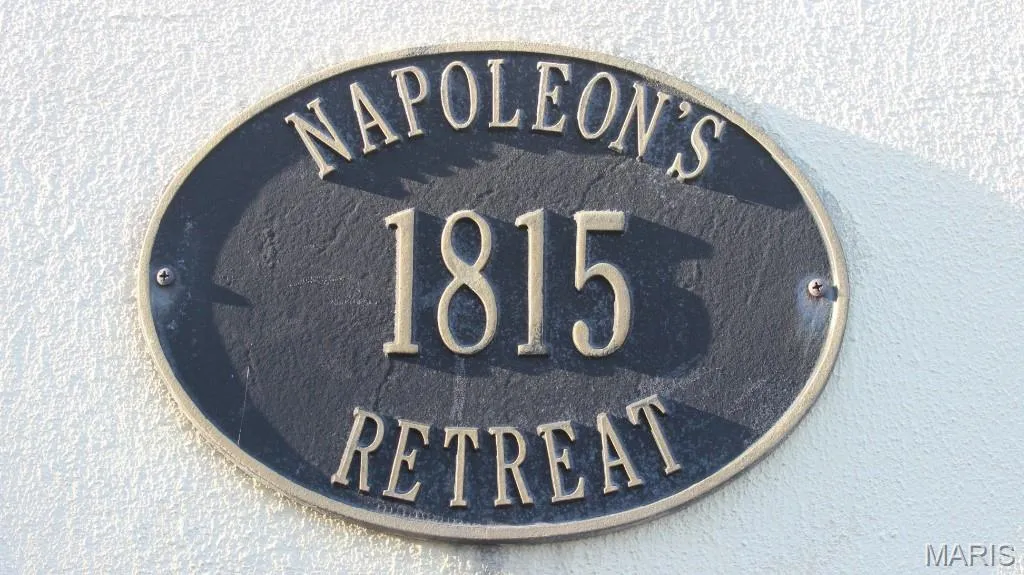 NAPOLEON'S
1815
RETREAT
MARIS